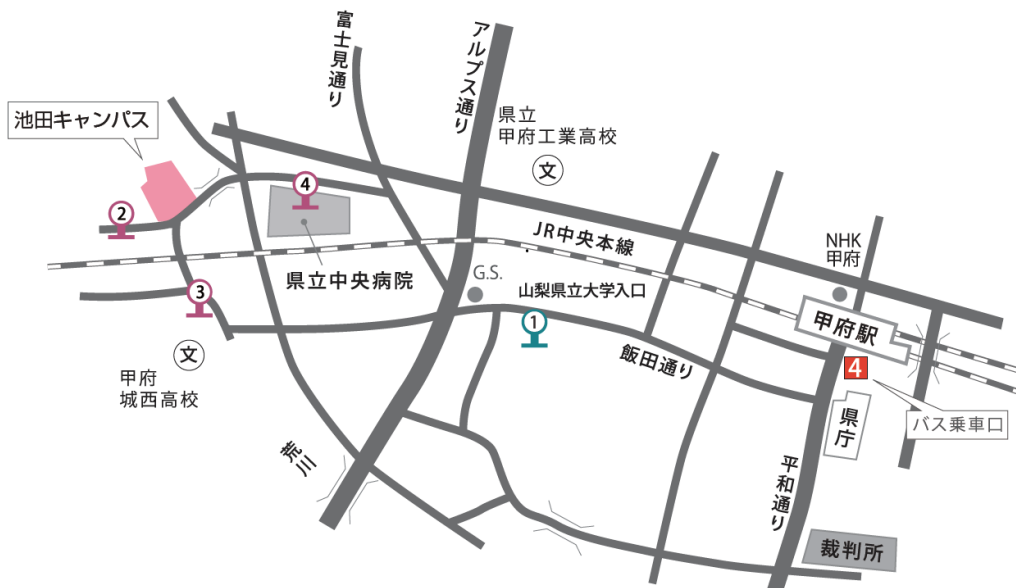 富士見通り
アルプス通り
池田キャンパス
県立
甲府工業高校
文
4
2
JR中央本線
NHK
甲府
県立中央病院
G.S.
山梨県立大学入口
3
1
甲府駅
文
飯田通り
4
甲府
城西高校
バス乗車口
県庁
荒川
平和通り
裁判所